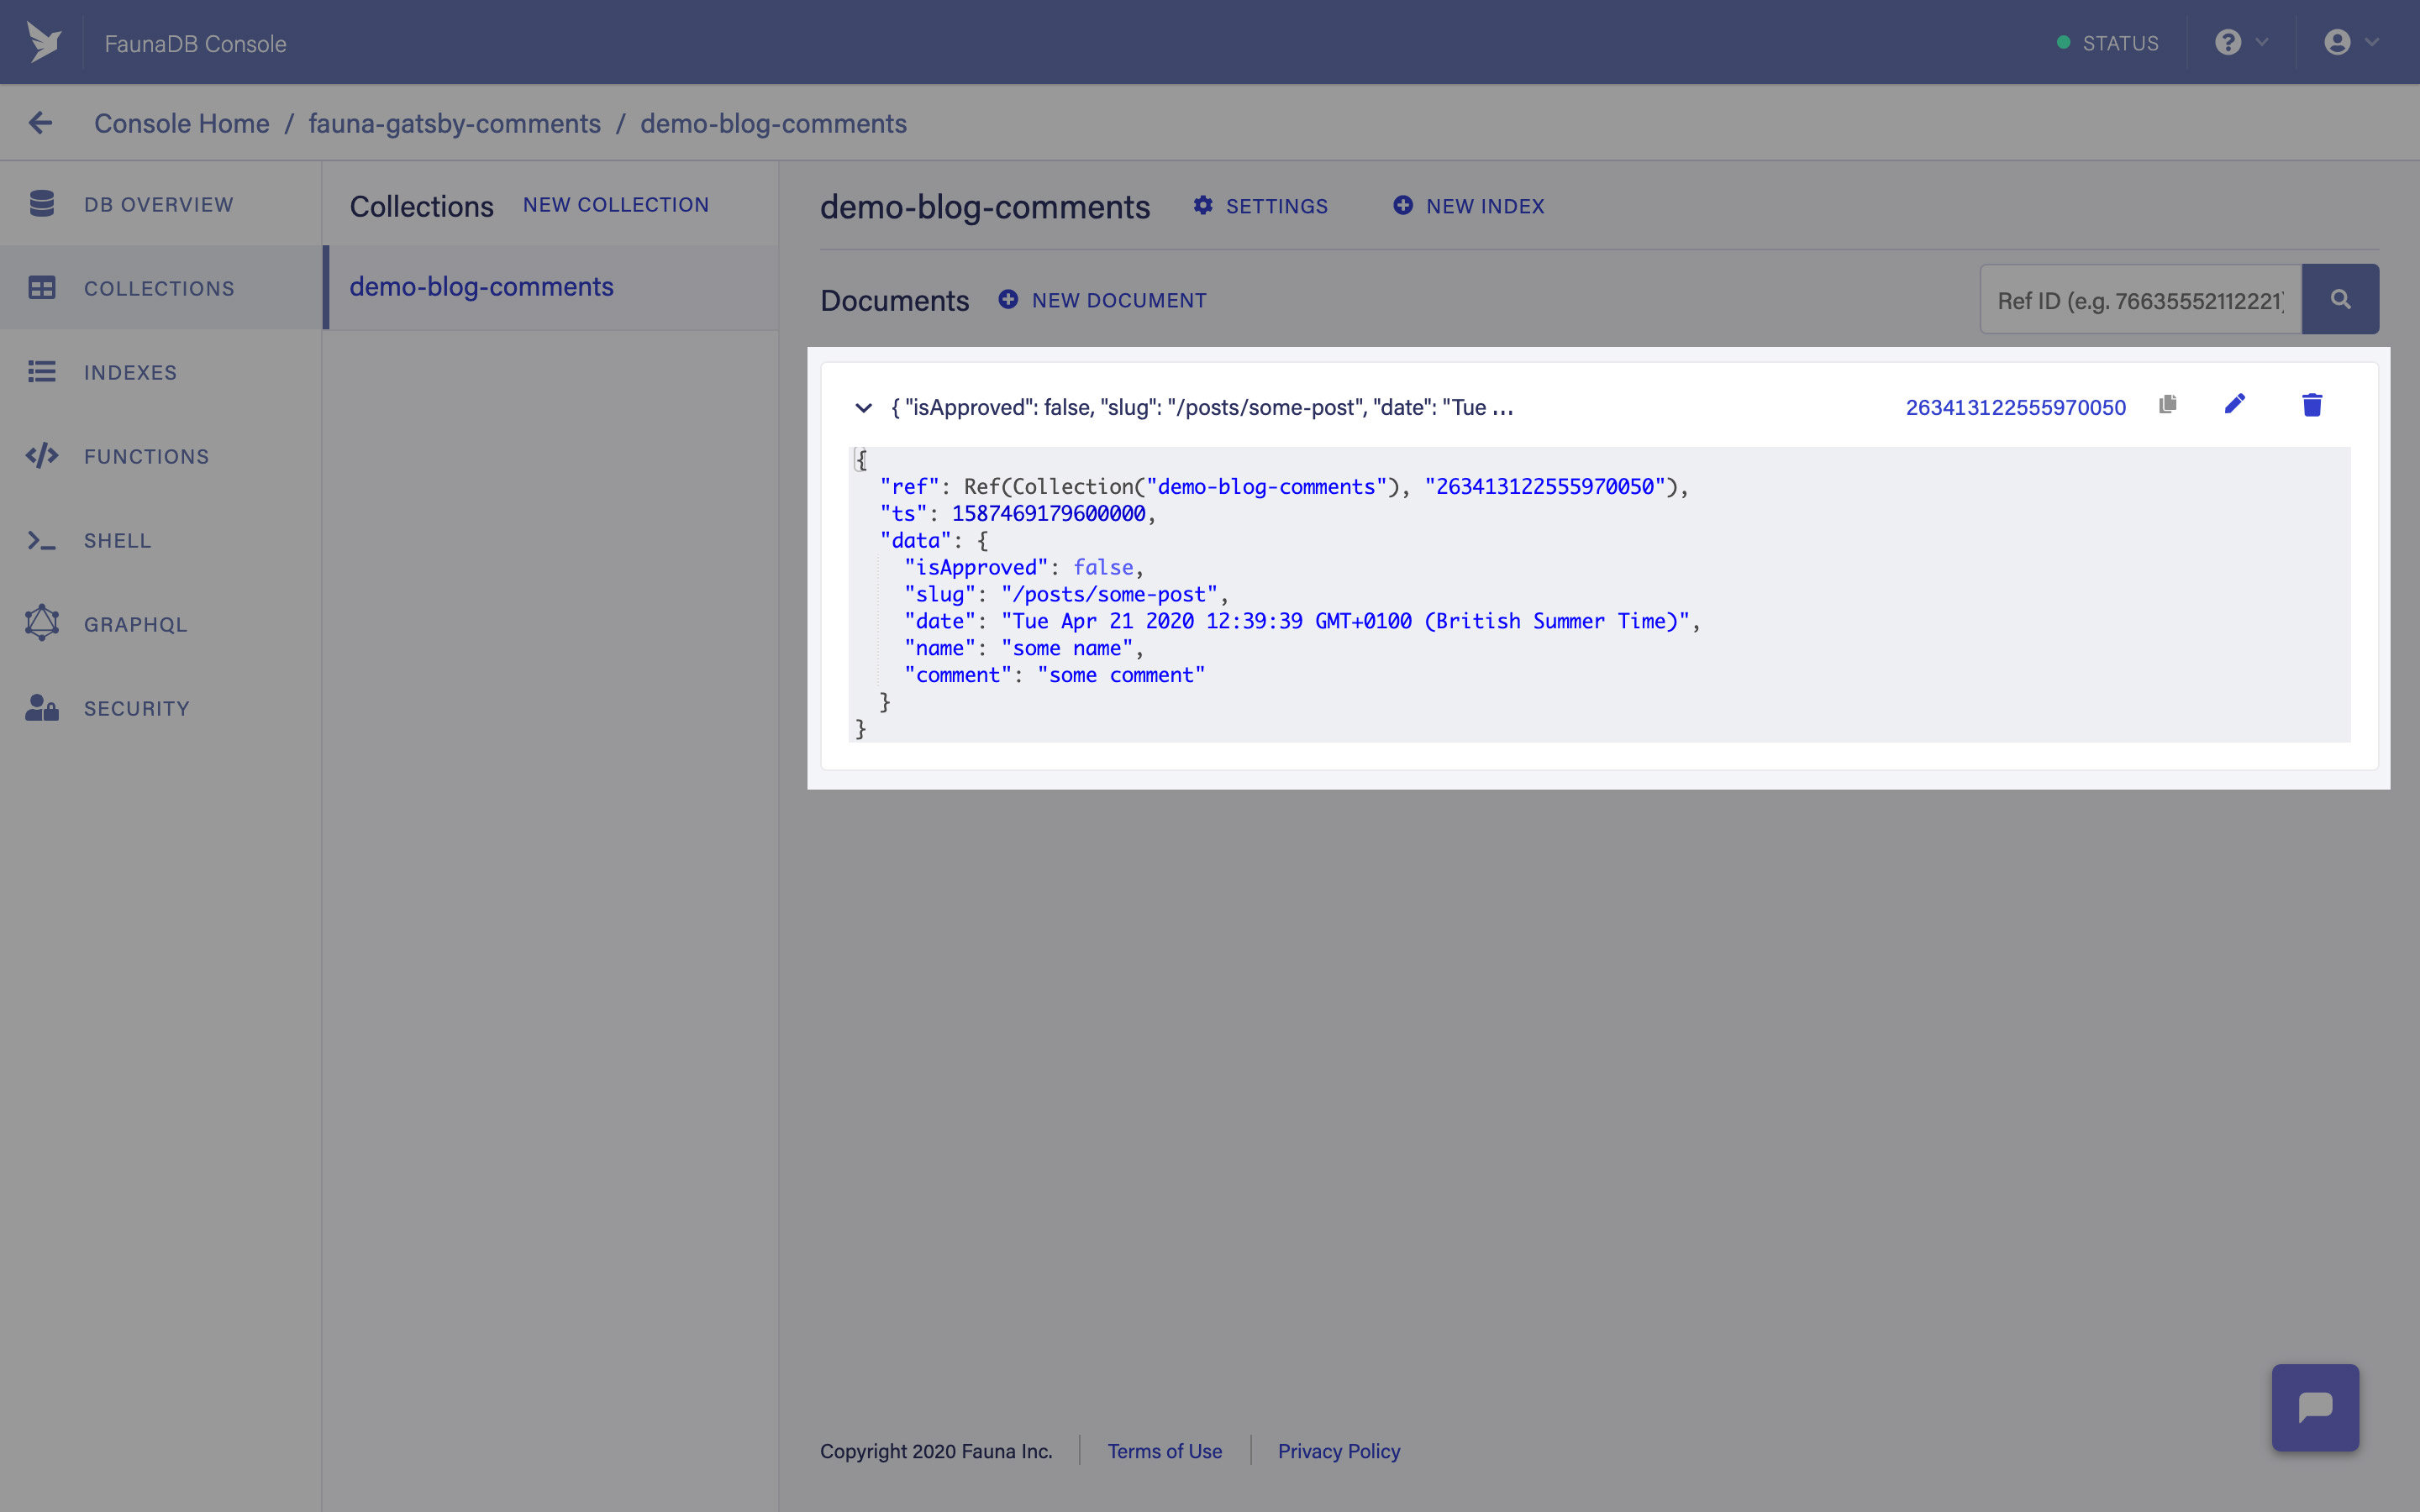 FaunaDB Console
STATUS
Console Home / fauna-gatsby-comments / demo-blog-comments
DB OVERVIEW
COLLECTIONS
INDEXES
FUNCTIONS
SHELL
GRAPHQL
SECURITY
Collections NEW COLLECTION
demo-blog-comments
demo-blog-comments SETTINGS NEW INDEX
Documents NEW DOCUMENT
Ref ID (e.g. 76635552112221)
{ "isApproved": false, "slug": "/posts/some-post", "date": "Tue ... 263413122555970050
{
"ref": Ref(Collection("demo-blog-comments"), "263413122555970050"),
"ts": 1587469179600000,
"data": {
"isApproved": false,
"slug": "/posts/some-post",
"date": "Tue Apr 21 2020 12:39:39 GMT+0100 (British Summer Time)",
"name": "some name",
"comment": "some comment"
}
}
Copyright 2020 Fauna Inc. Terms of Use Privacy Policy